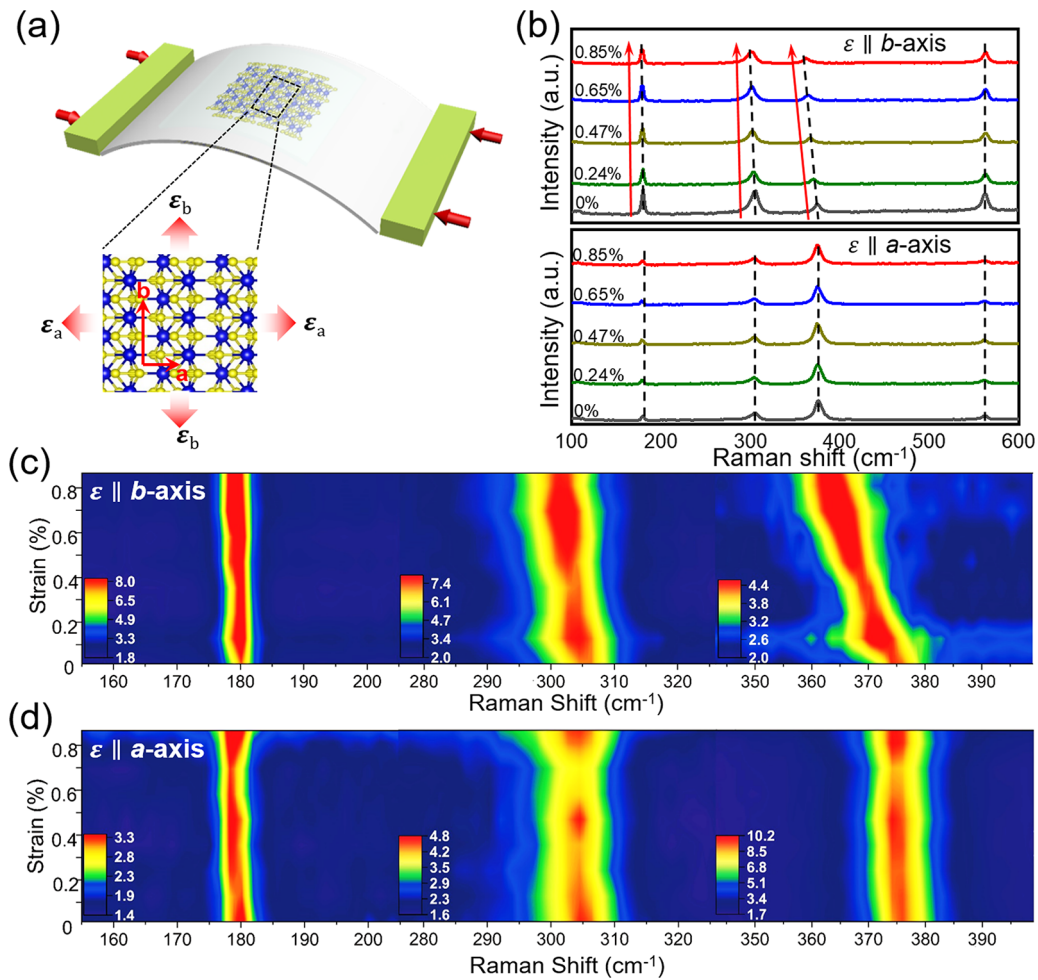 (a)
ε_b
ε_a
b
a
ε_a
ε_b
(b)
Intensity (a.u.)
ε ∥ b-axis
0.85%
0.65%
0.47%
0.24%
0%
Intensity (a.u.)
ε ∥ a-axis
0.85%
0.65%
0.47%
0.24%
0%
100 200 300 400 500 600
Raman shift (cm⁻¹)
(c)
ε ∥ b-axis
Strain (%)
0.8
0.6
0.4
0.2
0
8.0
6.5
4.9
3.3
1.8
7.4
6.1
4.7
3.4
2.0
4.4
3.8
3.2
2.6
2.0
160 170 180 190 200 280 290 300 310 320 350 360 370 380 390
Raman Shift (cm⁻¹)
(d)
ε ∥ a-axis
Strain (%)
0.8
0.6
0.4
0.2
0
3.3
2.8
2.3
1.9
1.4
4.8
4.2
3.5
2.9
2.3
1.6
10.2
8.5
6.8
5.1
3.4
1.7
160 170 180 190 200 280 290 300 310 320 350 360 370 380 390
Raman Shift (cm⁻¹)